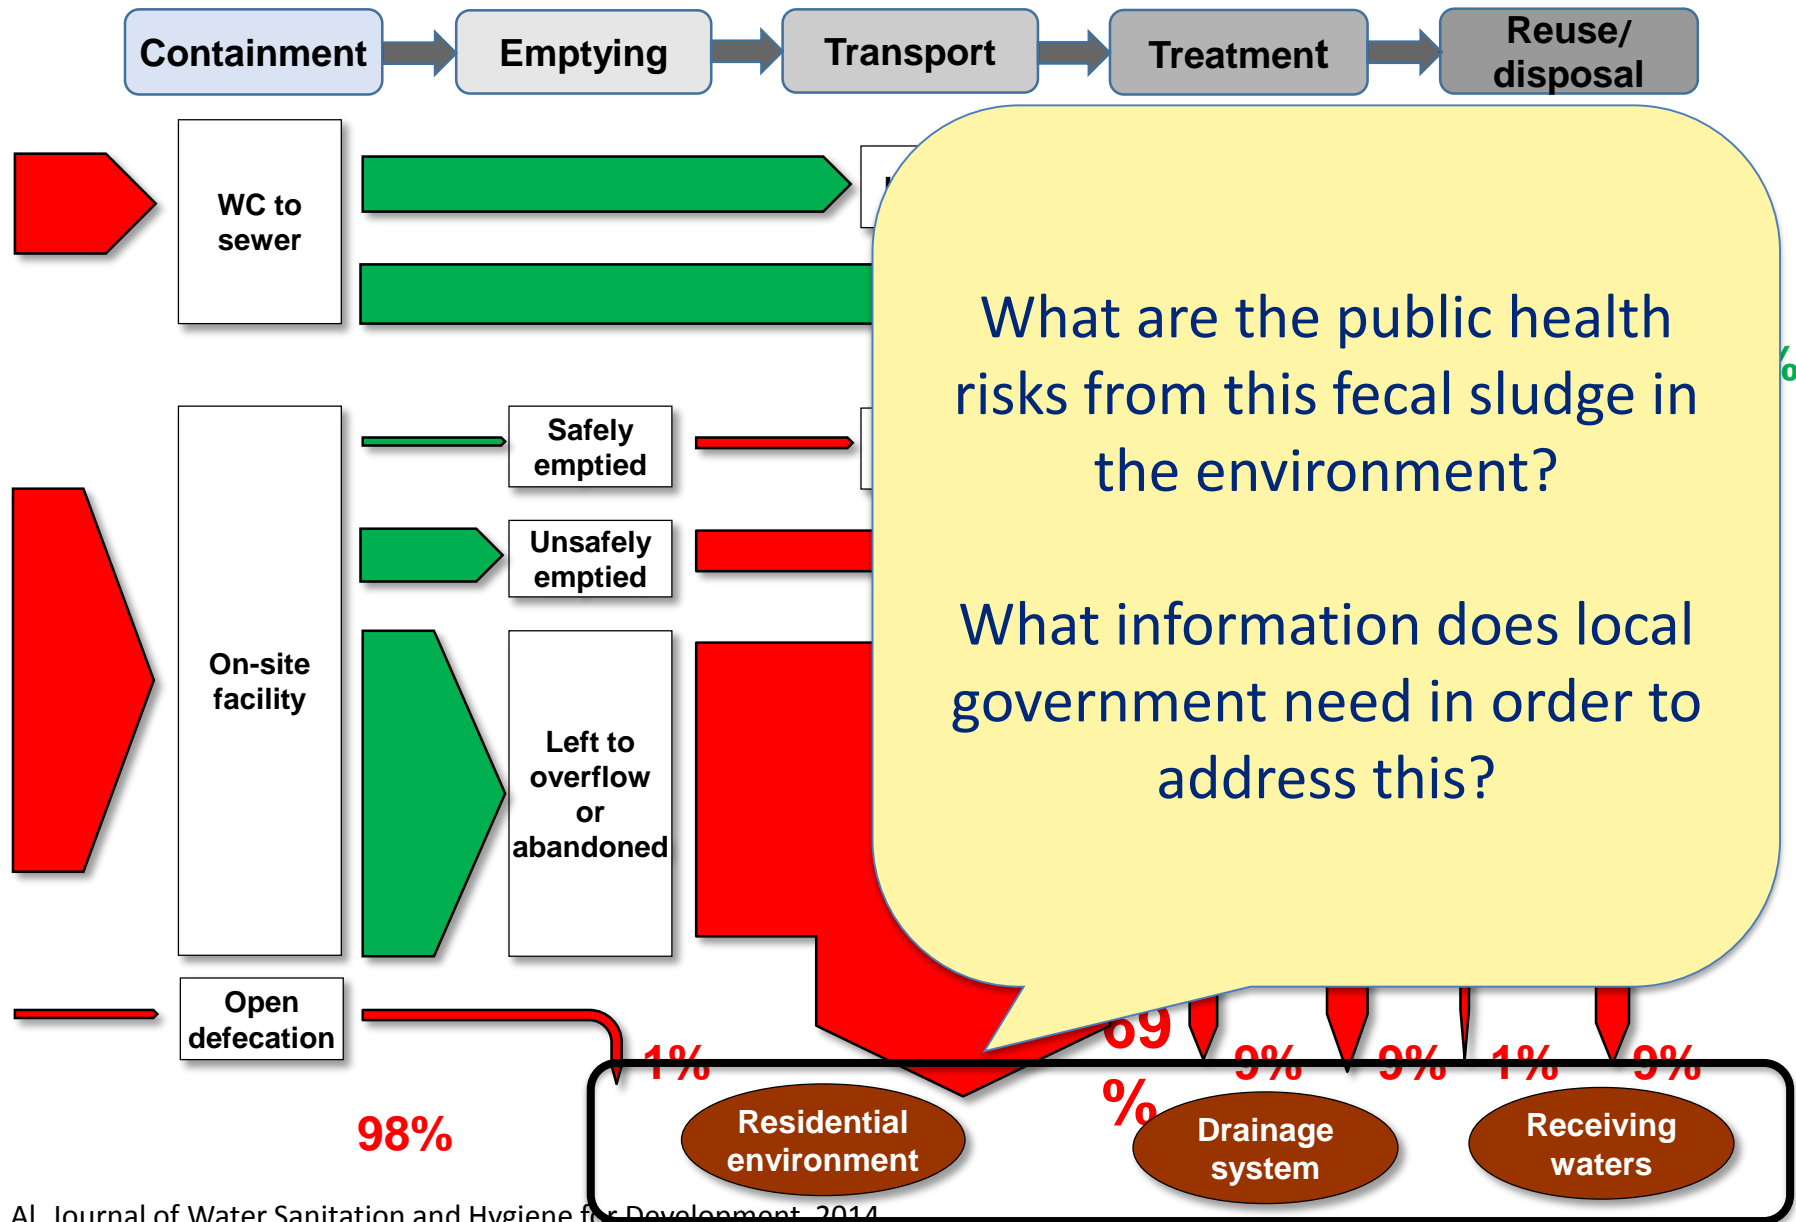 Containment
Emptying
Transport
Treatment
Reuse/
disposal
WC to
sewer
What are the public health
risks from this fecal sludge in
the environment?
What information does local
government need in order to
address this?
%
Safely
emptied
Unsafely
emptied
On-site
facility
Left to
overflow
or
abandoned
Open
defecation
1%
69
%
9%
9%
1%
9%
98%
Residential
environment
Drainage
system
Receiving
waters
Al. Journal of Water Sanitation and Hygiene for Development, 2014